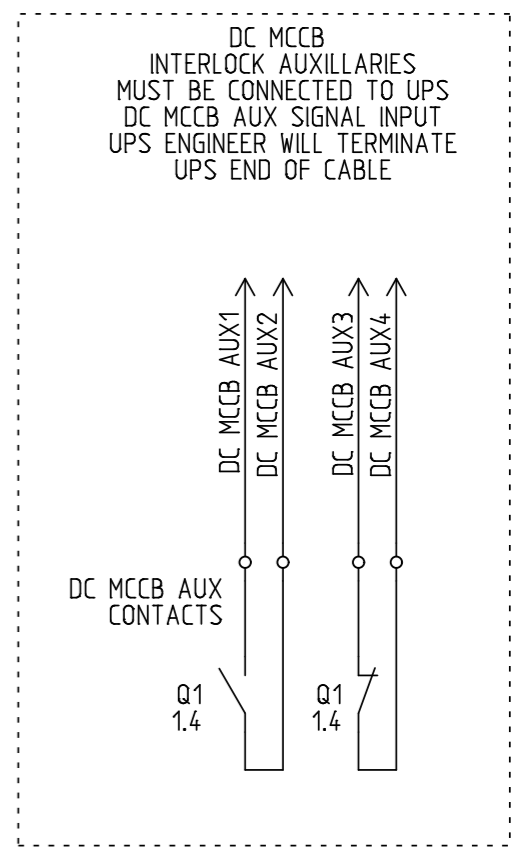 DC MCCB
INTERLOCK AUXILLARIES
MUST BE CONNECTED TO UPS
DC MCCB AUX SIGNAL INPUT
UPS ENGINEER WILL TERMINATE
UPS END OF CABLE
DC MCCB AUX1
DC MCCB AUX2
DC MCCB AUX3
DC MCCB AUX4
DC MCCB AUX
CONTACTS
Q1
1.4
Q1
1.4